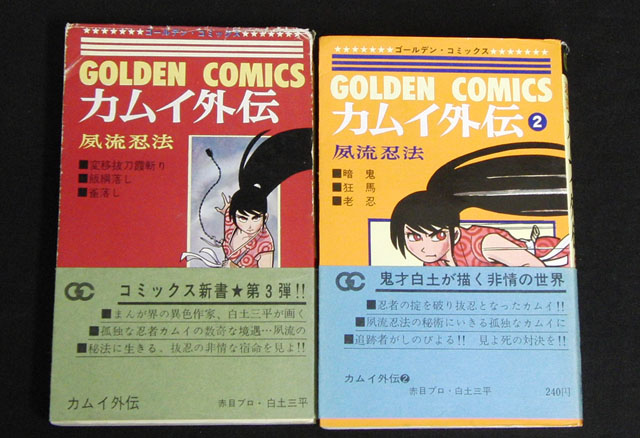 ゴールデン・コミックス
GOLDEN COMICS
カムイ外伝
夙流忍法
■変移抜刀霞斬り
■飯綱落し
■雀落し
GC コミックス新書★第3弾!!
■まんが界の異色作家、白土三平が画く
■孤独な忍者カムイの数奇な境遇…夙流の
■秘法に生きる、抜忍の非情な宿命を見よ!!
カムイ外伝
赤目プロ・白土三平
ゴールデン・コミックス
GOLDEN COMICS
カムイ外伝2
夙流忍法
■暗鬼
■狂馬
■老忍
GC 鬼才白土が描く非情の世界
■忍者の掟を破り抜忍となったカムイ!!
■夙流忍法の秘術にいきる孤独なカムイに
■追跡者がしのびよる!! 見よ死の対決を!!
カムイ外伝❷
赤目プロ・白土三平
240円